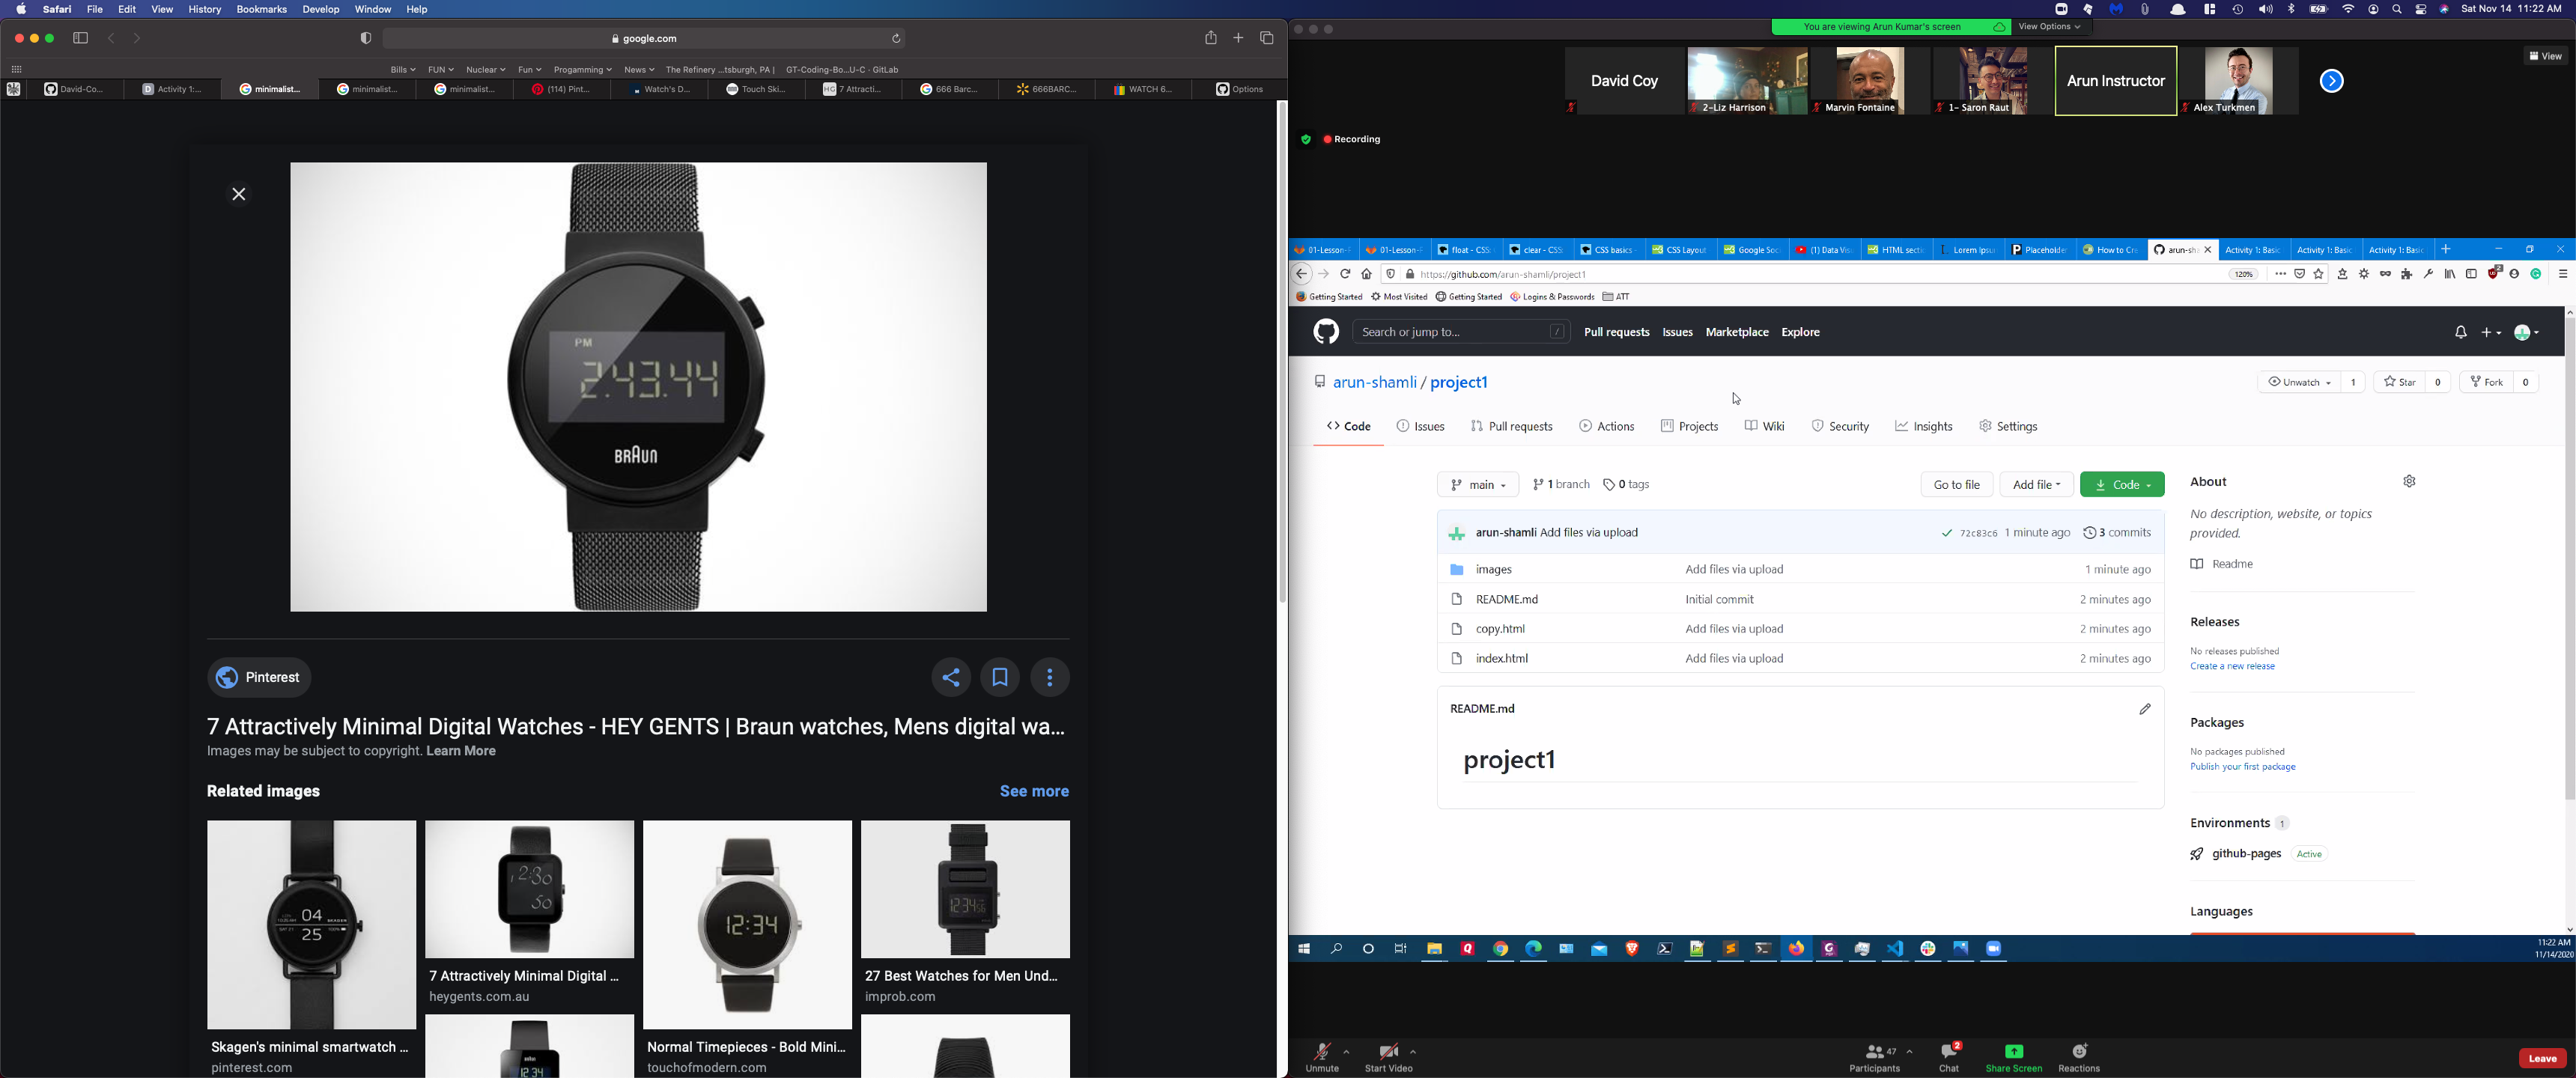 Safari File Edit View History Bookmarks Develop Window Help
Sat Nov 14 11:22 AM
google.com
Bills FUN Nuclear Fun Progamming News The Refinery ...tsburgh, PA | GT-Coding-Bo...U-C · GitLab
David-Co... Activity 1:... minimalist... minimalist... minimalist... (114) Pint... Watch's D... Touch Ski... 7 Attracti... 666 Barc... 666BARC... WATCH 6... Options
PM
2.43.44
BRAUN
Pinterest
7 Attractively Minimal Digital Watches - HEY GENTS | Braun watches, Mens digital wa...
Images may be subject to copyright. Learn More
Related images See more
04
25
SKAGEN
12:30
50
12:34
Skagen's minimal smartwatch ...
pinterest.com
7 Attractively Minimal Digital ...
heygents.com.au
Normal Timepieces - Bold Mini...
touchofmodern.com
27 Best Watches for Men Und...
improb.com
You are viewing Arun Kumar's screen View Options
View
David Coy 2-Liz Harrison Marvin Fontaine 1- Saron Raut Arun Instructor Alex Turkmen
Recording
01-Lesson- 01-Lesson- float - CSS: clear - CSS: CSS basics - CSS Layout Google Soc (1) Data Vis HTML secti Lorem Ipsu Placeholder How to Cre arun-sh Activity 1: Basic Activity 1: Basic Activity 1: Basic
https://github.com/arun-shamli/project1 120%
Getting Started Most Visited Getting Started Logins & Passwords ATT
Search or jump to... / Pull requests Issues Marketplace Explore
arun-shamli / project1
Unwatch 1 Star 0 Fork 0
Code Issues Pull requests Actions Projects Wiki Security Insights Settings
main 1 branch 0 tags Go to file Add file Code
arun-shamli Add files via upload 72c83c6 1 minute ago 3 commits
images Add files via upload 1 minute ago
README.md Initial commit 2 minutes ago
copy.html Add files via upload 2 minutes ago
index.html Add files via upload 2 minutes ago
README.md
project1
About
No description, website, or topics
provided.
Readme
Releases
No releases published
Create a new release
Packages
No packages published
Publish your first package
Environments 1
github-pages Active
Languages
11:22 AM
11/14/2020
Unmute Start Video Participants 47 Chat 2 Share Screen Reactions Leave